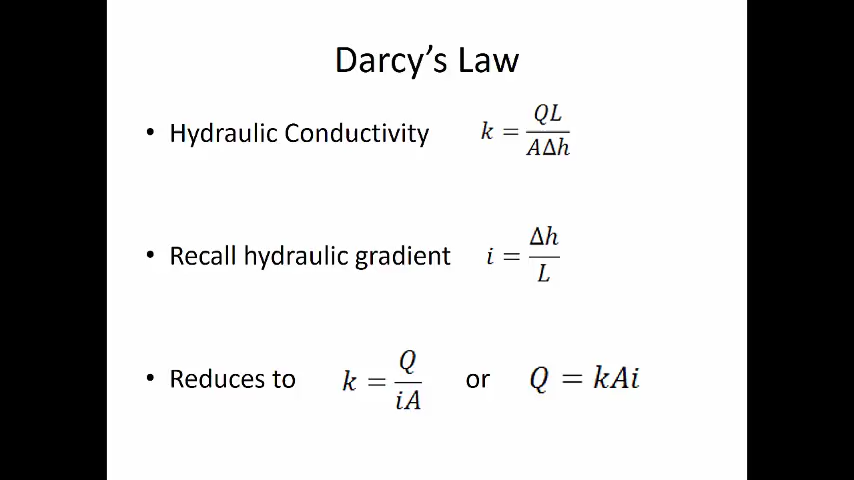 Darcy’s Law
• Hydraulic Conductivity k = QL / AΔh
• Recall hydraulic gradient i = Δh / L
• Reduces to k = Q / iA or Q = kAi